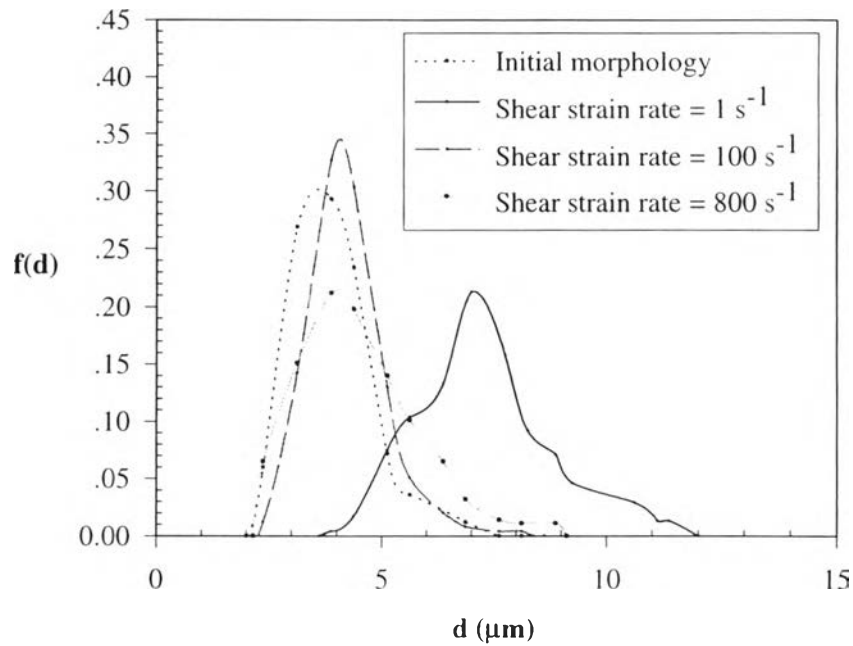 .45
.40
.35
.30
.25
.20
.15
.10
.05
0.00
f(d)
Initial morphology
Shear strain rate = 1 s⁻¹
Shear strain rate = 100 s⁻¹
Shear strain rate = 800 s⁻¹
0 5 10 15
d (μm)